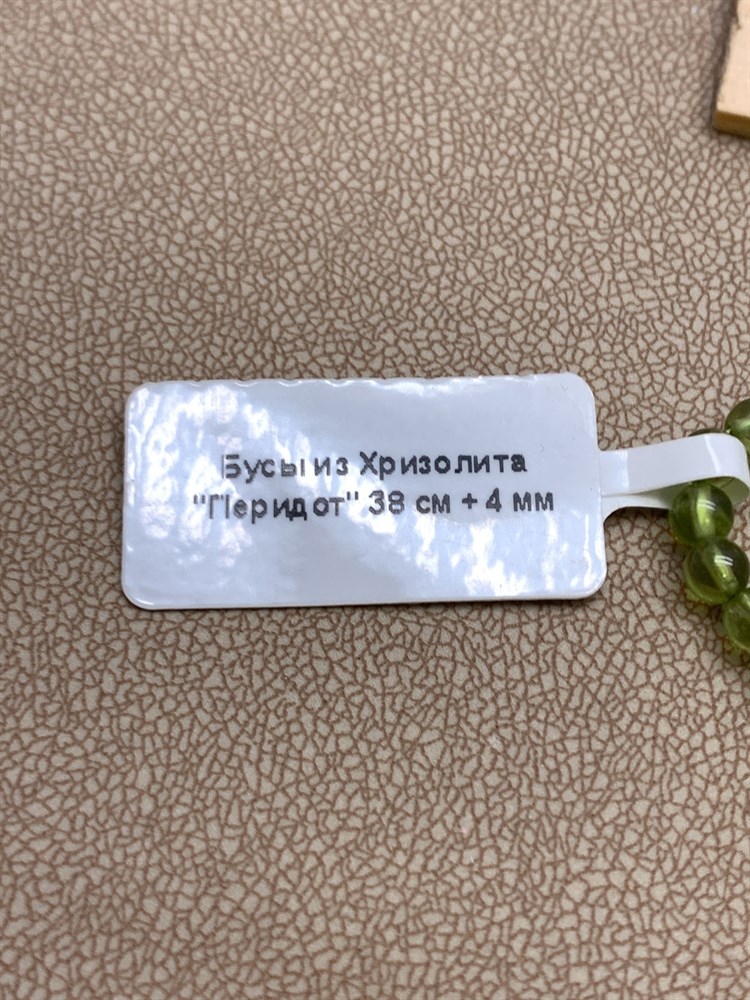 Бусы из Хризолита
"Перидот" 38 см + 4 мм